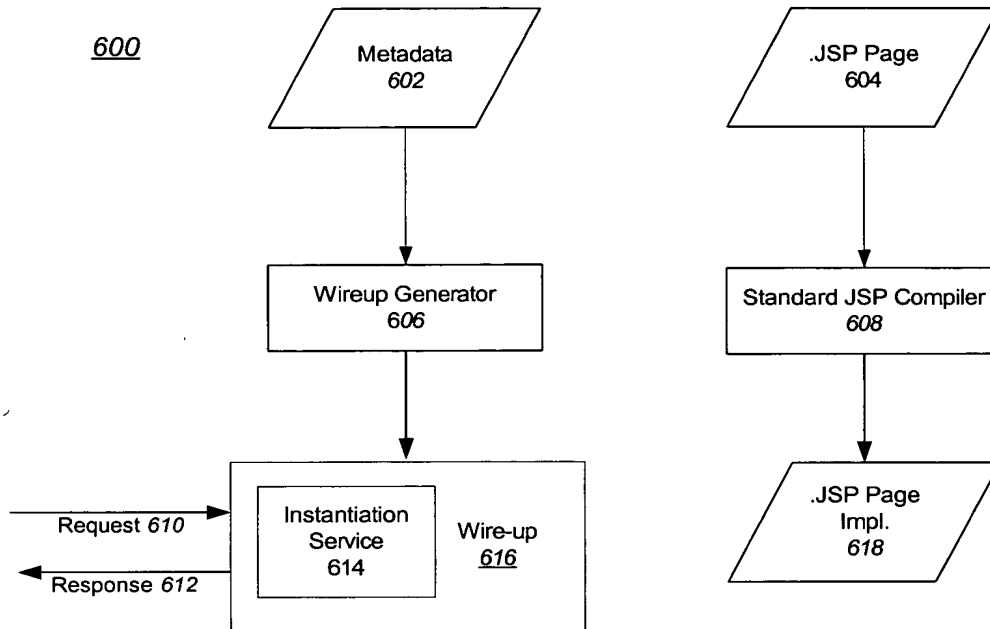 600
Metadata
602
.JSP Page
604
Wireup Generator
606
Standard JSP Compiler
608
Request 610
Response 612
Instantiation
Service
614
Wire-up
616
.JSP Page
Impl.
618